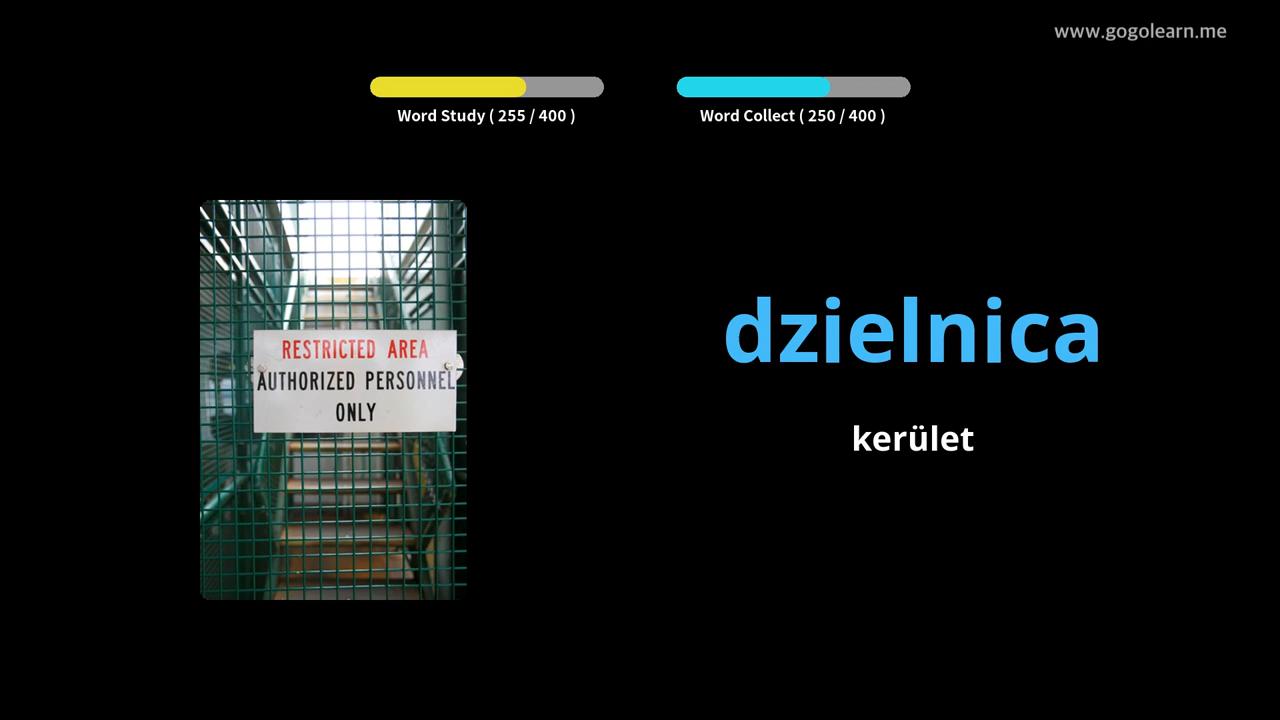 www.gogolearn.me
Word Study ( 255 / 400 )
Word Collect ( 250 / 400 )
RESTRICTED AREA
AUTHORIZED PERSONNEL
ONLY
dzielnica
kerület